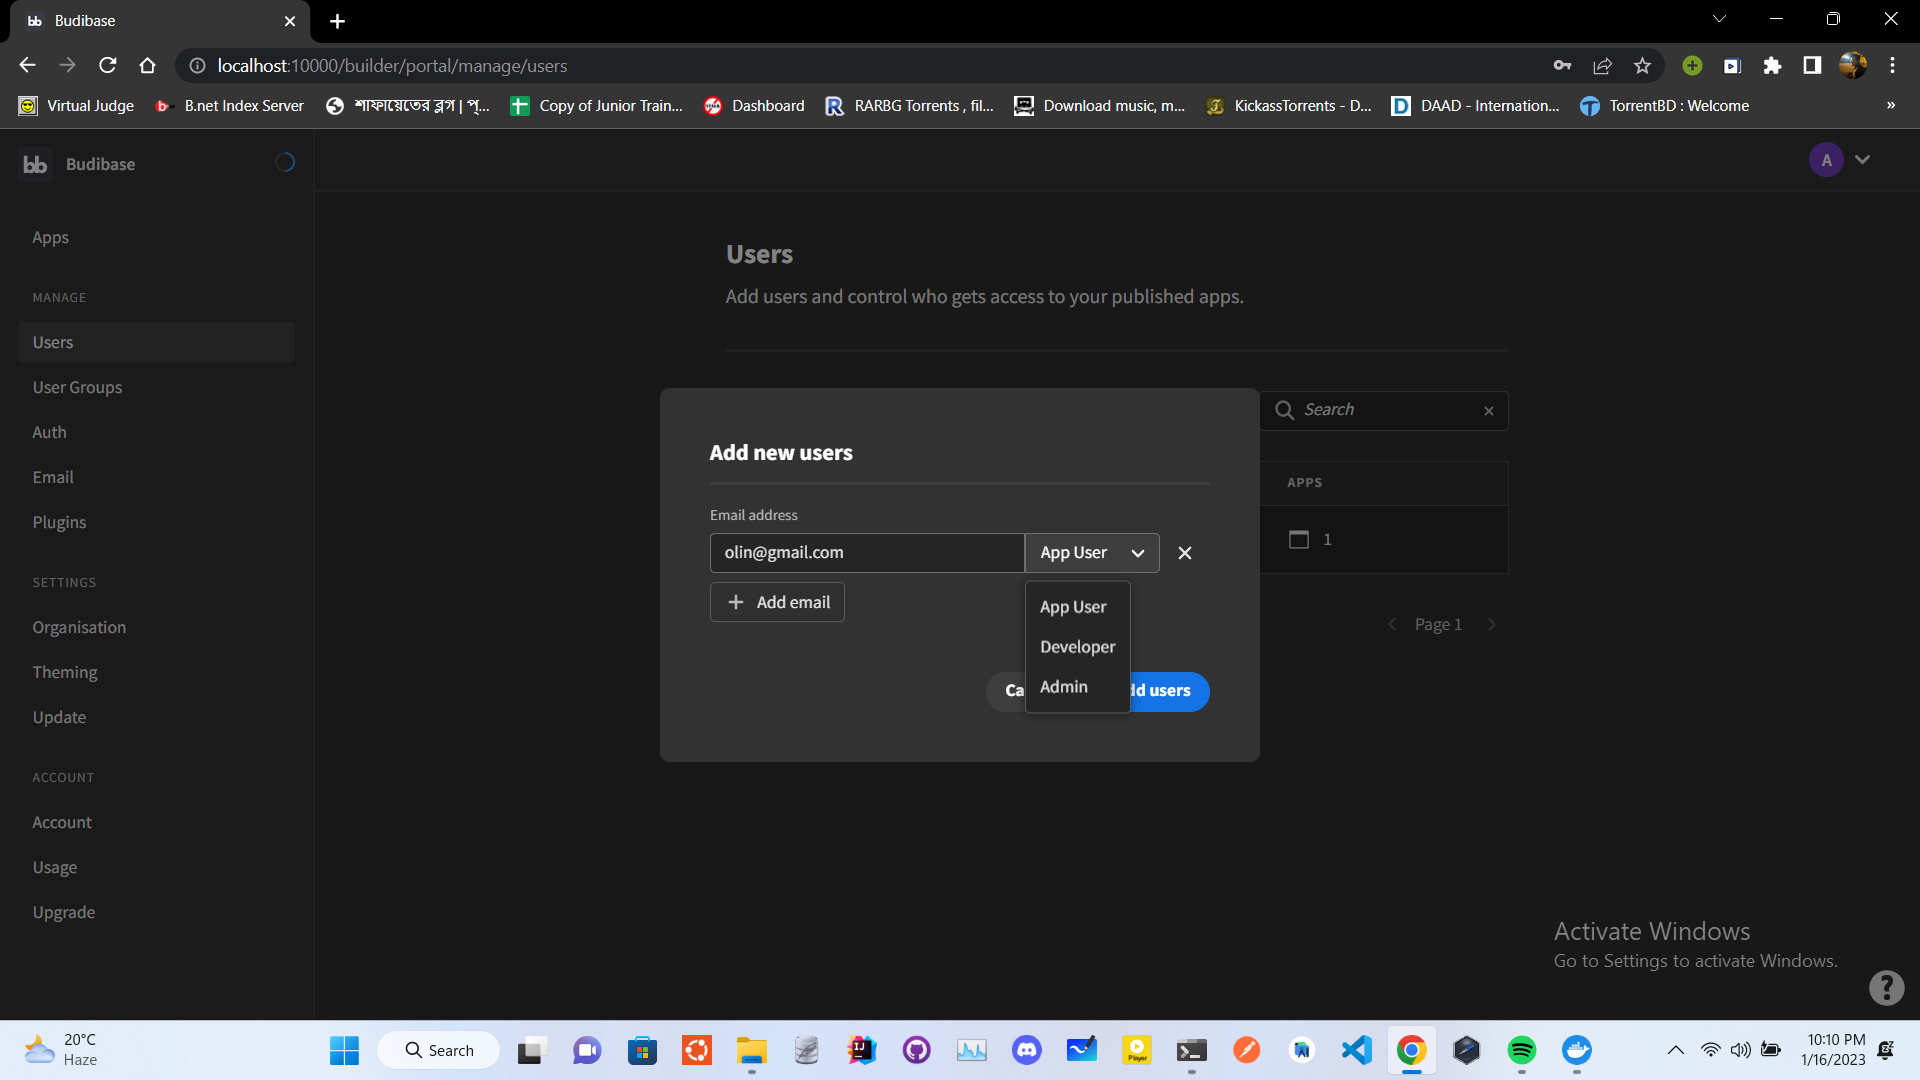 Budibase
localhost:10000/builder/portal/manage/users
Virtual Judge
B.net Index Server
শাফায়েতের ব্লগ | প্...
Copy of Junior Train...
Dashboard
RARBG Torrents , fil...
Download music, m...
KickassTorrents - D...
DAAD - Internation...
TorrentBD : Welcome
»
bb Budibase
A
Apps
MANAGE
Users
User Groups
Auth
Email
Plugins
SETTINGS
Organisation
Theming
Update
ACCOUNT
Account
Usage
Upgrade
Users
Add users and control who gets access to your published apps.
Search
APPS
1
Page 1
Add new users
Email address
olin@gmail.com
App User
Add email
App User
Developer
Admin
Ca
dd users
Activate Windows
Go to Settings to activate Windows.
?
20°C
Haze
Search
IJ
Player
10:10 PM
1/16/2023